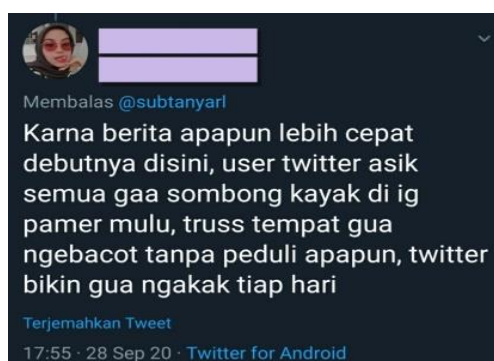 Membalas @subtanyarl
Karna berita apapun lebih cepat
debutnya disini, user twitter asik
semua gaa sombong kayak di ig
pamer mulu, truss tempat gua
ngebacot tanpa peduli apapun, twitter
bikin gua ngakak tiap hari
Terjemahkan Tweet
17:55 · 28 Sep 20 · Twitter for Android